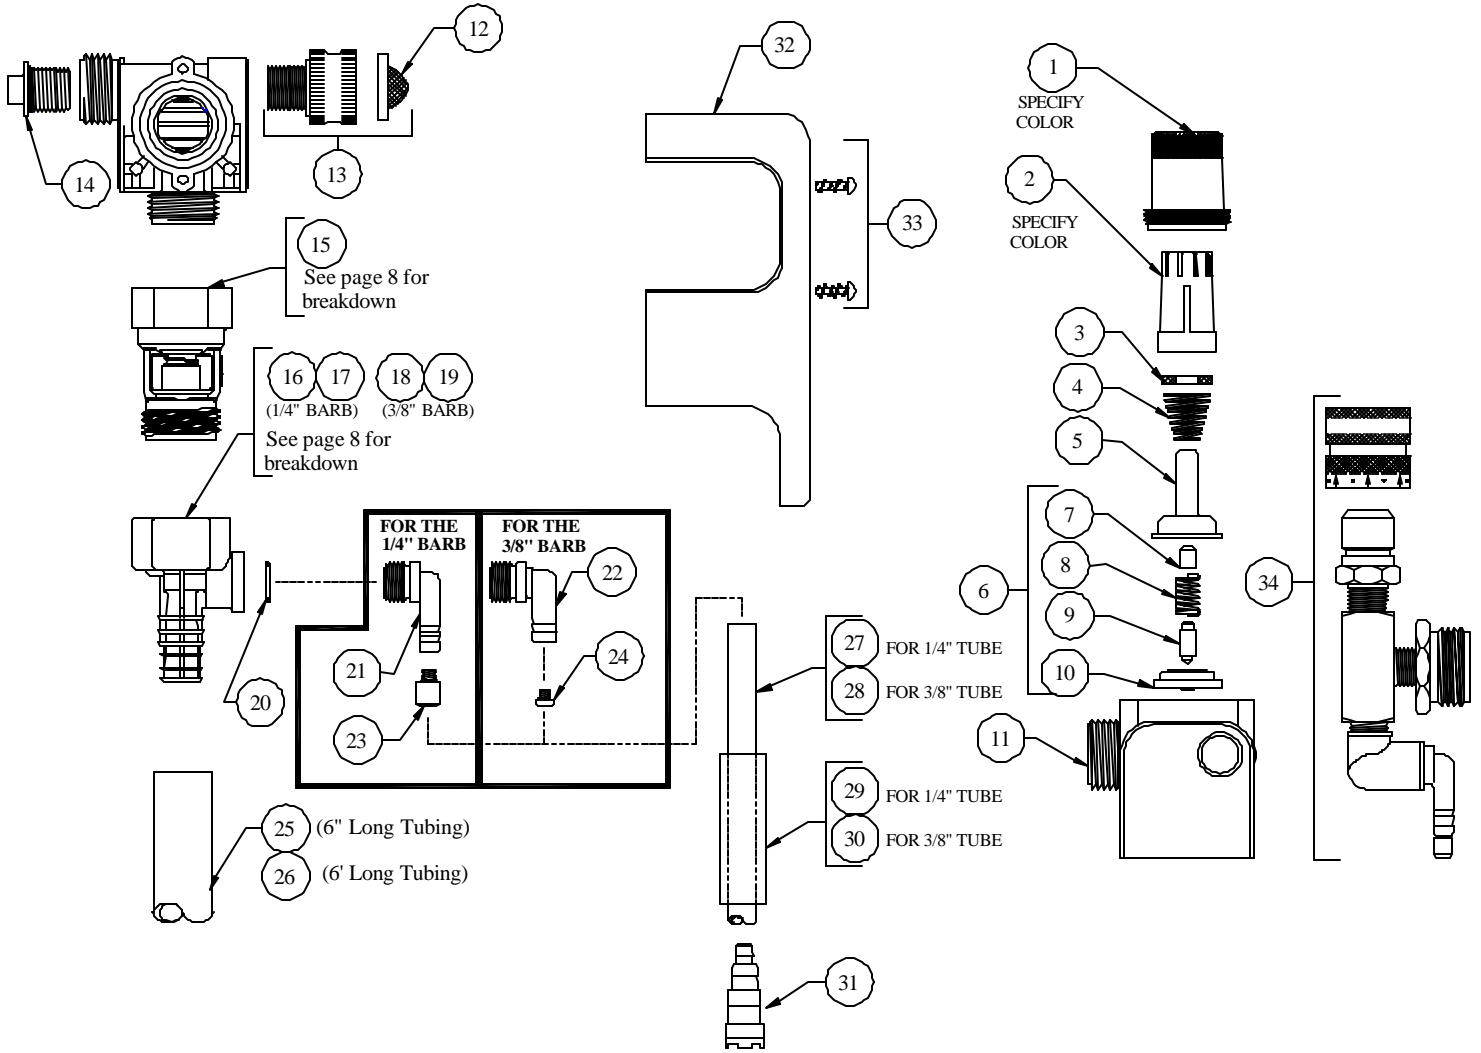 12
32
1
SPECIFY
COLOR
14
13
2
SPECIFY
COLOR
33
15
See page 8 for
breakdown
3
16 17 18 19
(1/4" BARB) (3/8" BARB)
See page 8 for
breakdown
4
5
6
7
8
9
10
34
FOR THE
1/4" BARB
FOR THE
3/8" BARB
22
21
24
20
23
27 FOR 1/4" TUBE
28 FOR 3/8" TUBE
11
29 FOR 1/4" TUBE
30 FOR 3/8" TUBE
25 (6" Long Tubing)
26 (6' Long Tubing)
31